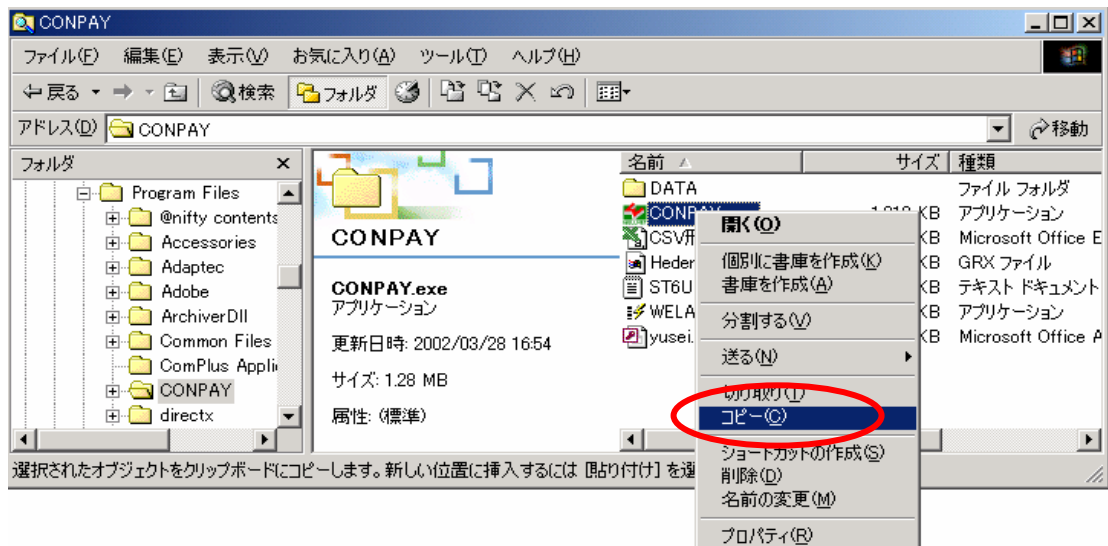 CONPAY
ファイル(F) 編集(E) 表示(V) お気に入り(A) ツール(T) ヘルプ(H)
戻る 検索 フォルダ
アドレス(D) CONPAY 移動
フォルダ ×
Program Files
@nifty contents
Accessories
Adaptec
Adobe
ArchiverDll
Common Files
ComPlus Appli
CONPAY
directx
CONPAY
CONPAY.exe
アプリケーション
更新日時: 2002/03/28 16:54
サイズ: 1.28 MB
属性: (標準)
名前 サイズ 種類
DATA ファイル フォルダ
CONPAY KB アプリケーション
CSV形 KB Microsoft Office E
Heder KB GRX ファイル
ST6U KB テキスト ドキュメント
WELA KB アプリケーション
yusei. KB Microsoft Office A
開く(O)
個別に書庫を作成(K)
書庫を作成(A)
分割する(V)
送る(N)
切り取り(T)
コピー(C)
ショートカットの作成(S)
削除(D)
名前の変更(M)
プロパティ(R)
選択されたオブジェクトをクリップボードにコピーします。新しい位置に挿入するには [貼り付け] を選